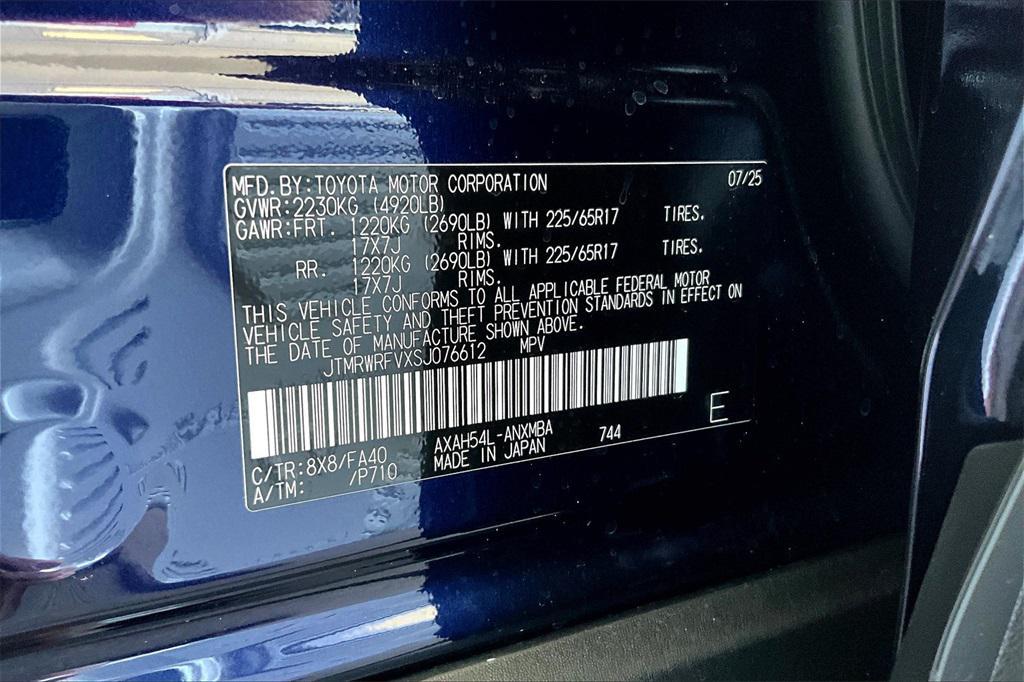 MFD.BY:TOYOTA MOTOR CORPORATION 07/25
GVWR:2230KG (4920LB)
GAWR:FRT. 1220KG (2690LB) WITH 225/65R17 TIRES.
17X7J RIMS.
RR. 1220KG (2690LB) WITH 225/65R17 TIRES.
17X7J RIMS.
THIS VEHICLE CONFORMS TO ALL APPLICABLE FEDERAL MOTOR
VEHICLE SAFETY AND THEFT PREVENTION STANDARDS IN EFFECT ON
THE DATE OF MANUFACTURE SHOWN ABOVE.
JTMRWRFVXSJ076612 MPV
E
C/TR:8X8/FA40 AXAH54L-ANXMBA 744
A/TM: /P710 MADE IN JAPAN